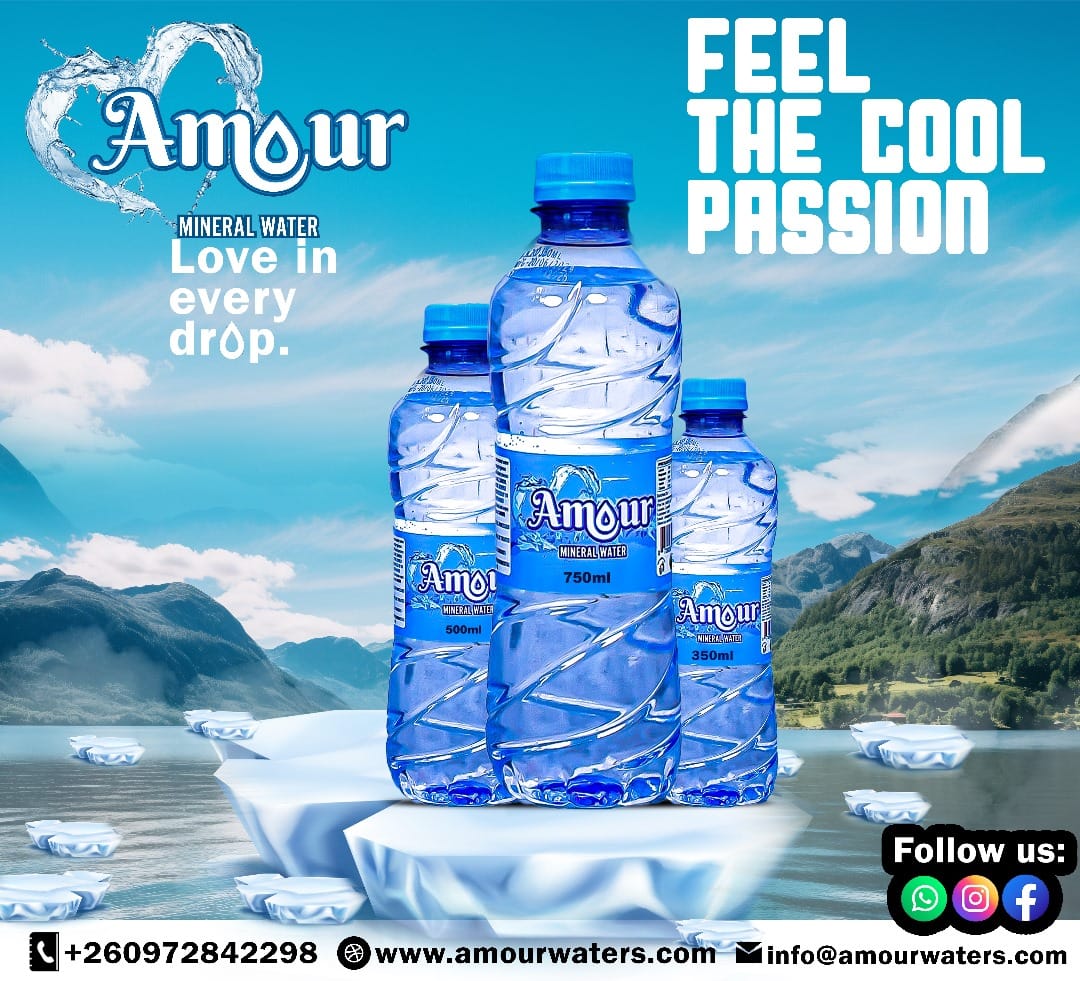 Amour
MINERAL WATER
Love in
every
drop.
FEEL
THE COOL
PASSION
Amour
MINERAL WATER
750ml
Amou
MINERAL WATER
500ml
Amour
MINERAL WATER
350ml
Follow us:
+260972842298 www.amourwaters.com info@amourwaters.com